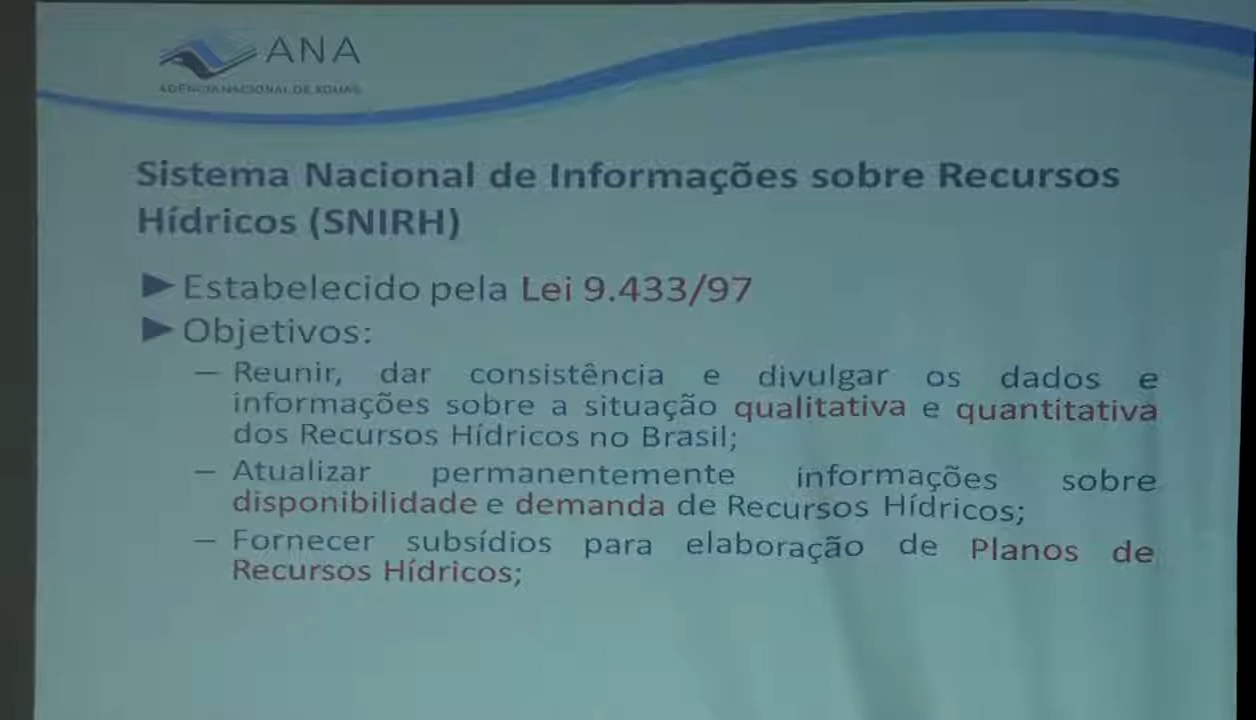 ANA
AGÊNCIA NACIONAL DE ÁGUAS
Sistema Nacional de Informações sobre Recursos
Hídricos (SNIRH)
► Estabelecido pela Lei 9.433/97
► Objetivos:
– Reunir, dar consistência e divulgar os dados e
informações sobre a situação qualitativa e quantitativa
dos Recursos Hídricos no Brasil;
– Atualizar permanentemente informações sobre
disponibilidade e demanda de Recursos Hídricos;
– Fornecer subsídios para elaboração de Planos de
Recursos Hídricos;